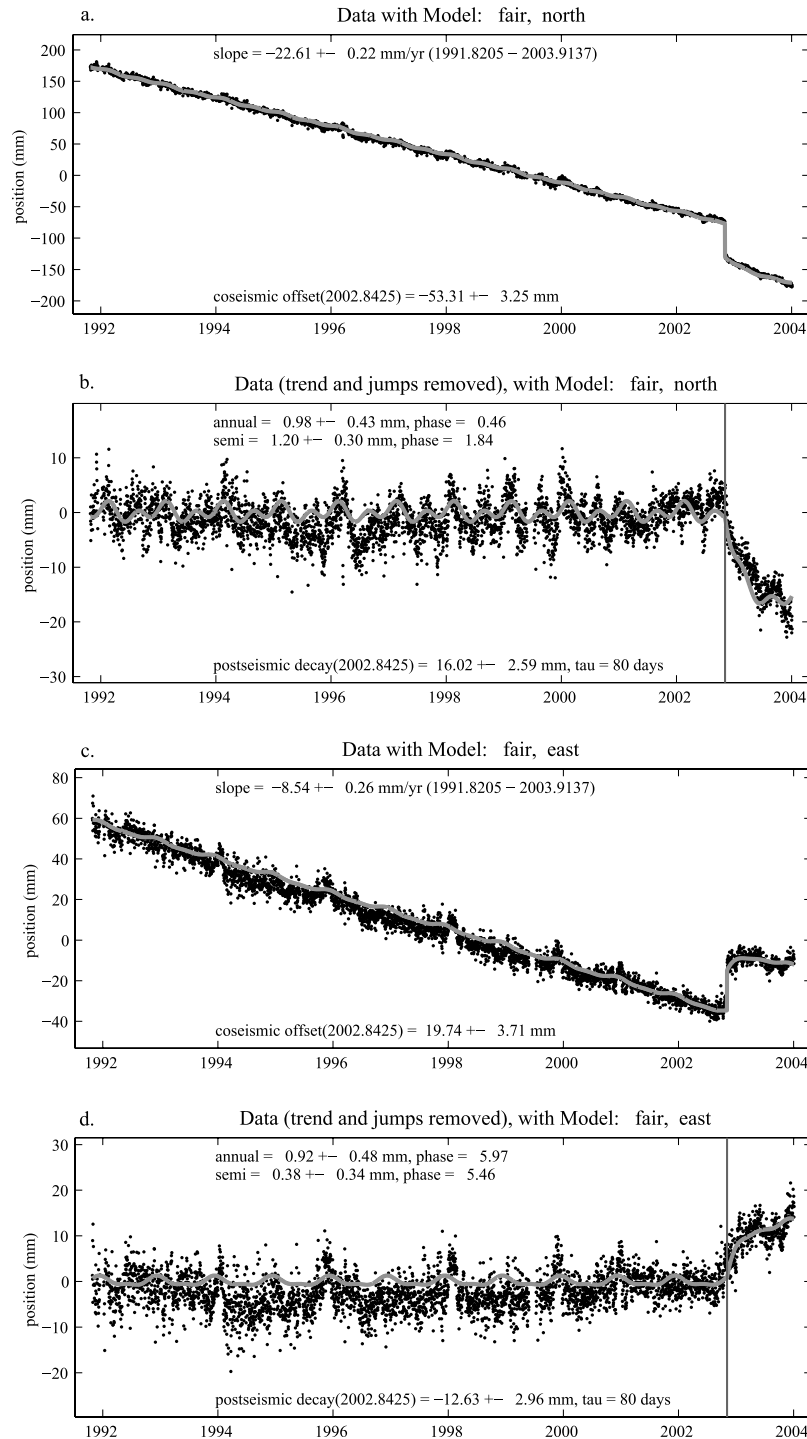 a.
Data with Model: fair, north
slope = −22.61 +− 0.22 mm/yr (1991.8205 − 2003.9137)
200
150
100
50
0
−50
−100
−150
−200
position (mm)
coseismic offset(2002.8425) = −53.31 +− 3.25 mm
1992 1994 1996 1998 2000 2002 2004
b.
Data (trend and jumps removed), with Model: fair, north
annual = 0.98 +− 0.43 mm, phase = 0.46
semi = 1.20 +− 0.30 mm, phase = 1.84
10
0
−10
−20
−30
position (mm)
postseismic decay(2002.8425) = 16.02 +− 2.59 mm, tau = 80 days
1992 1994 1996 1998 2000 2002 2004
c.
Data with Model: fair, east
slope = −8.54 +− 0.26 mm/yr (1991.8205 − 2003.9137)
80
60
40
20
0
−20
−40
position (mm)
coseismic offset(2002.8425) = 19.74 +− 3.71 mm
1992 1994 1996 1998 2000 2002 2004
d.
Data (trend and jumps removed), with Model: fair, east
annual = 0.92 +− 0.48 mm, phase = 5.97
semi = 0.38 +− 0.34 mm, phase = 5.46
30
20
10
0
−10
−20
position (mm)
postseismic decay(2002.8425) = −12.63 +− 2.96 mm, tau = 80 days
1992 1994 1996 1998 2000 2002 2004